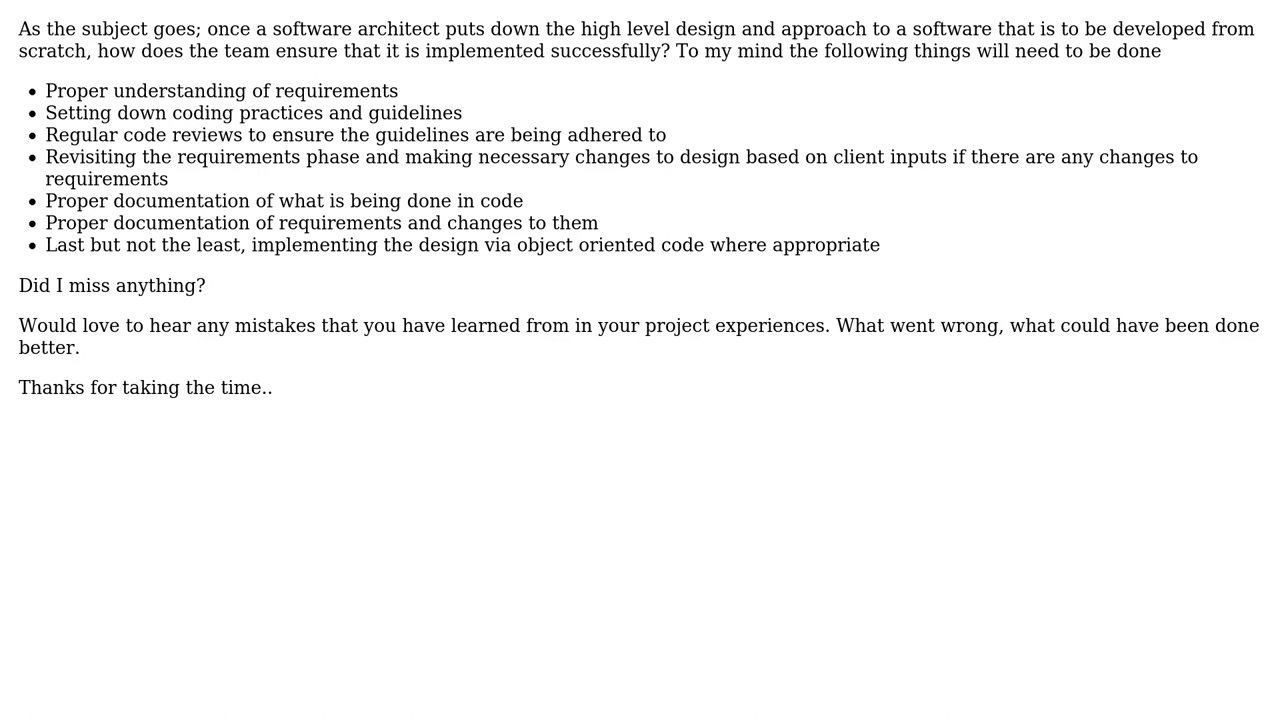 As the subject goes; once a software architect puts down the high level design and approach to a software that is to be developed from
scratch, how does the team ensure that it is implemented successfully? To my mind the following things will need to be done
• Proper understanding of requirements
• Setting down coding practices and guidelines
• Regular code reviews to ensure the guidelines are being adhered to
• Revisiting the requirements phase and making necessary changes to design based on client inputs if there are any changes to
requirements
• Proper documentation of what is being done in code
• Proper documentation of requirements and changes to them
• Last but not the least, implementing the design via object oriented code where appropriate
Did I miss anything?
Would love to hear any mistakes that you have learned from in your project experiences. What went wrong, what could have been done
better.
Thanks for taking the time..